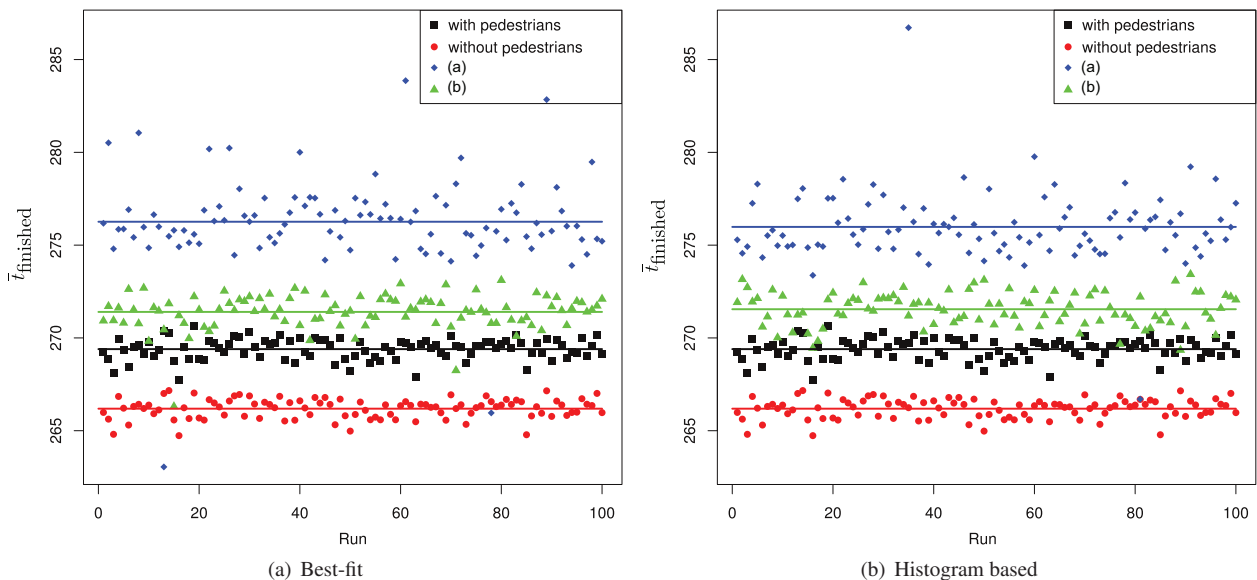 with pedestrians
without pedestrians
(a)
(b)
285
280
275
270
265
t̄finished
0 20 40 60 80 100
Run
(a) Best-fit
with pedestrians
without pedestrians
(a)
(b)
285
280
275
270
265
t̄finished
0 20 40 60 80 100
Run
(b) Histogram based